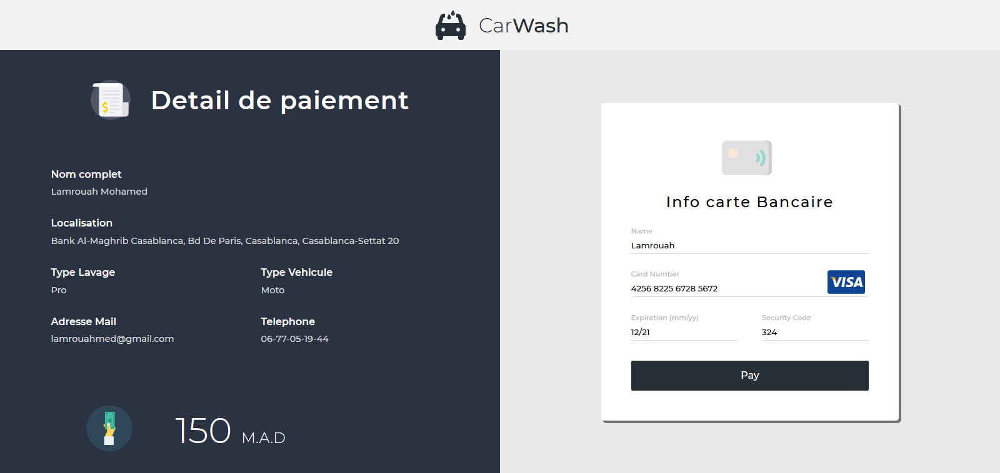 CarWash
Detail de paiement
Nom complet
Lamrouah Mohamed
Localisation
Bank Al-Maghrib Casablanca, Bd De Paris, Casablanca, Casablanca-Settat 20
Type Lavage
Type Vehicule
Pro
Moto
Adresse Mail
Telephone
lamrouahmed@gmail.com
06-77-05-19-44
150 M.A.D
Info carte Bancaire
Name
Lamrouah
Card Number
4256 8225 6728 5672
VISA
Expiration (mm/yy)
Security Code
12/21
324
Pay